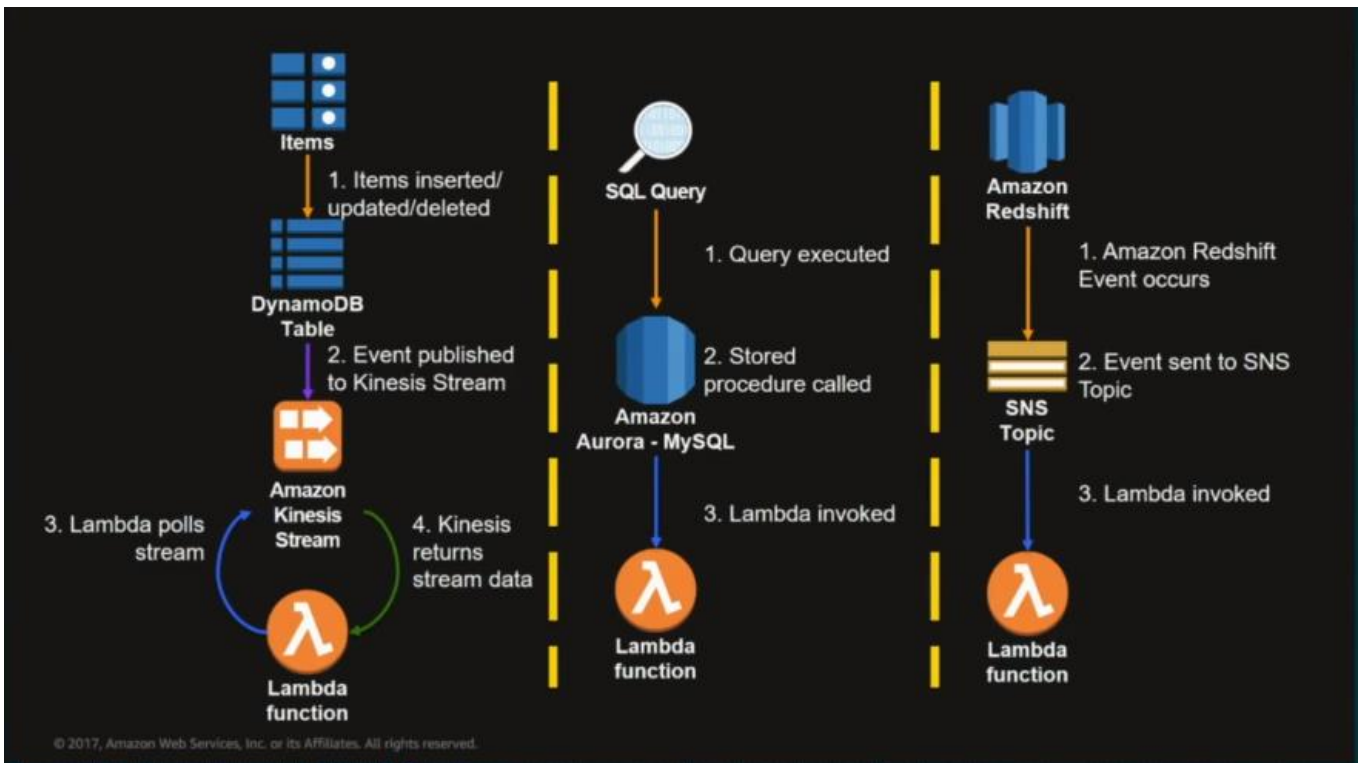 Items
1. Items inserted/
updated/deleted
DynamoDB
Table
2. Event published
to Kinesis Stream
Amazon
Kinesis
Stream
3. Lambda polls
stream
4. Kinesis
returns
stream data
Lambda
function
SQL Query
1. Query executed
2. Stored
procedure called
Amazon
Aurora - MySQL
3. Lambda invoked
Lambda
function
Amazon
Redshift
1. Amazon Redshift
Event occurs
2. Event sent to SNS
Topic
SNS
Topic
3. Lambda invoked
Lambda
function
© 2017, Amazon Web Services, Inc. or its Affiliates. All rights reserved.